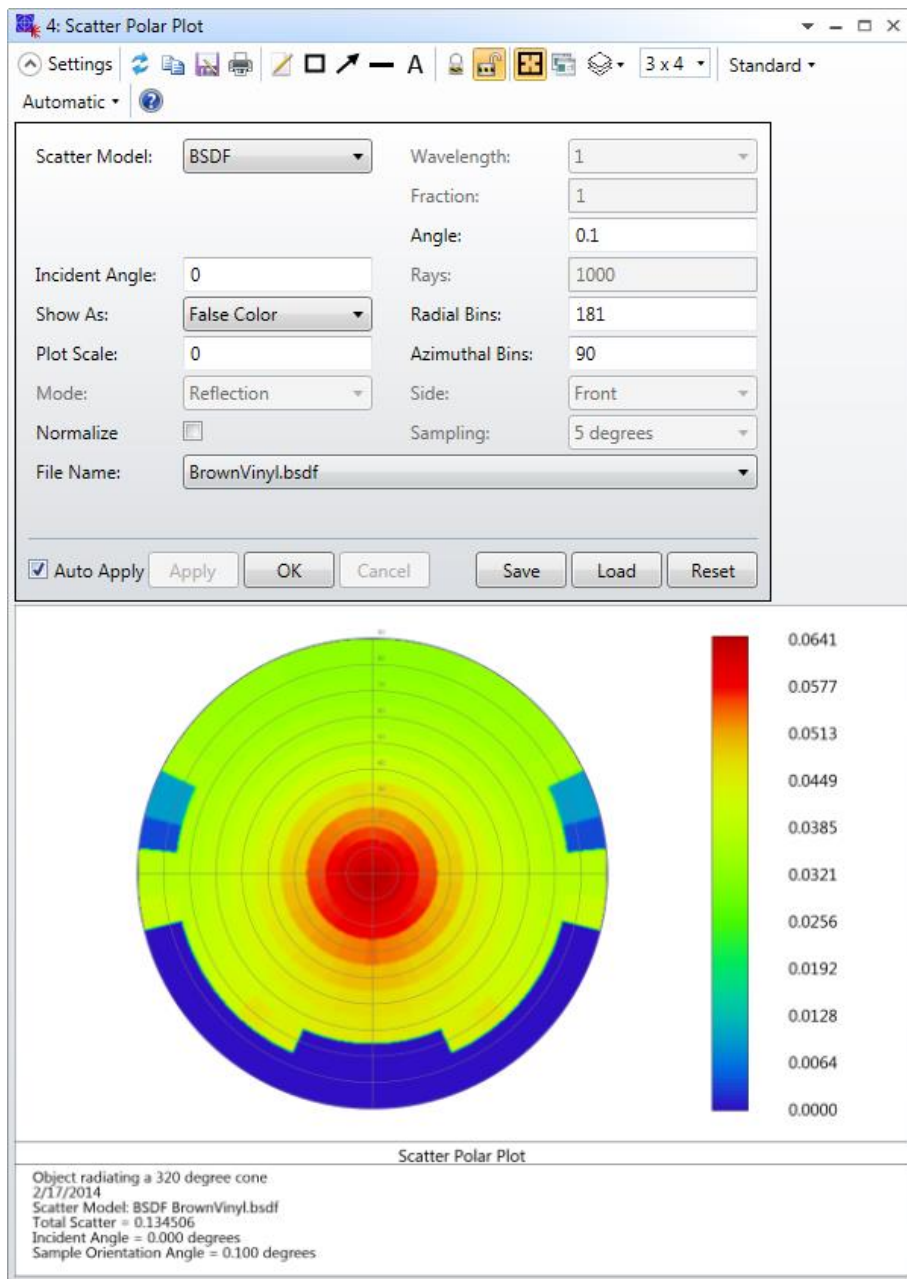 4: Scatter Polar Plot
Settings A 3 x 4 Standard
Automatic
Scatter Model: BSDF Wavelength: 1
Fraction: 1
Angle: 0.1
Incident Angle: 0 Rays: 1000
Show As: False Color Radial Bins: 181
Plot Scale: 0 Azimuthal Bins: 90
Mode: Reflection Side: Front
Normalize Sampling: 5 degrees
File Name: BrownVinyl.bsdf
Auto Apply Apply OK Cancel Save Load Reset
0.0641
0.0577
0.0513
0.0449
0.0385
0.0321
0.0256
0.0192
0.0128
0.0064
0.0000
Scatter Polar Plot
Object radiating a 320 degree cone
2/17/2014
Scatter Model: BSDF BrownVinyl.bsdf
Total Scatter = 0.134506
Incident Angle = 0.000 degrees
Sample Orientation Angle = 0.100 degrees